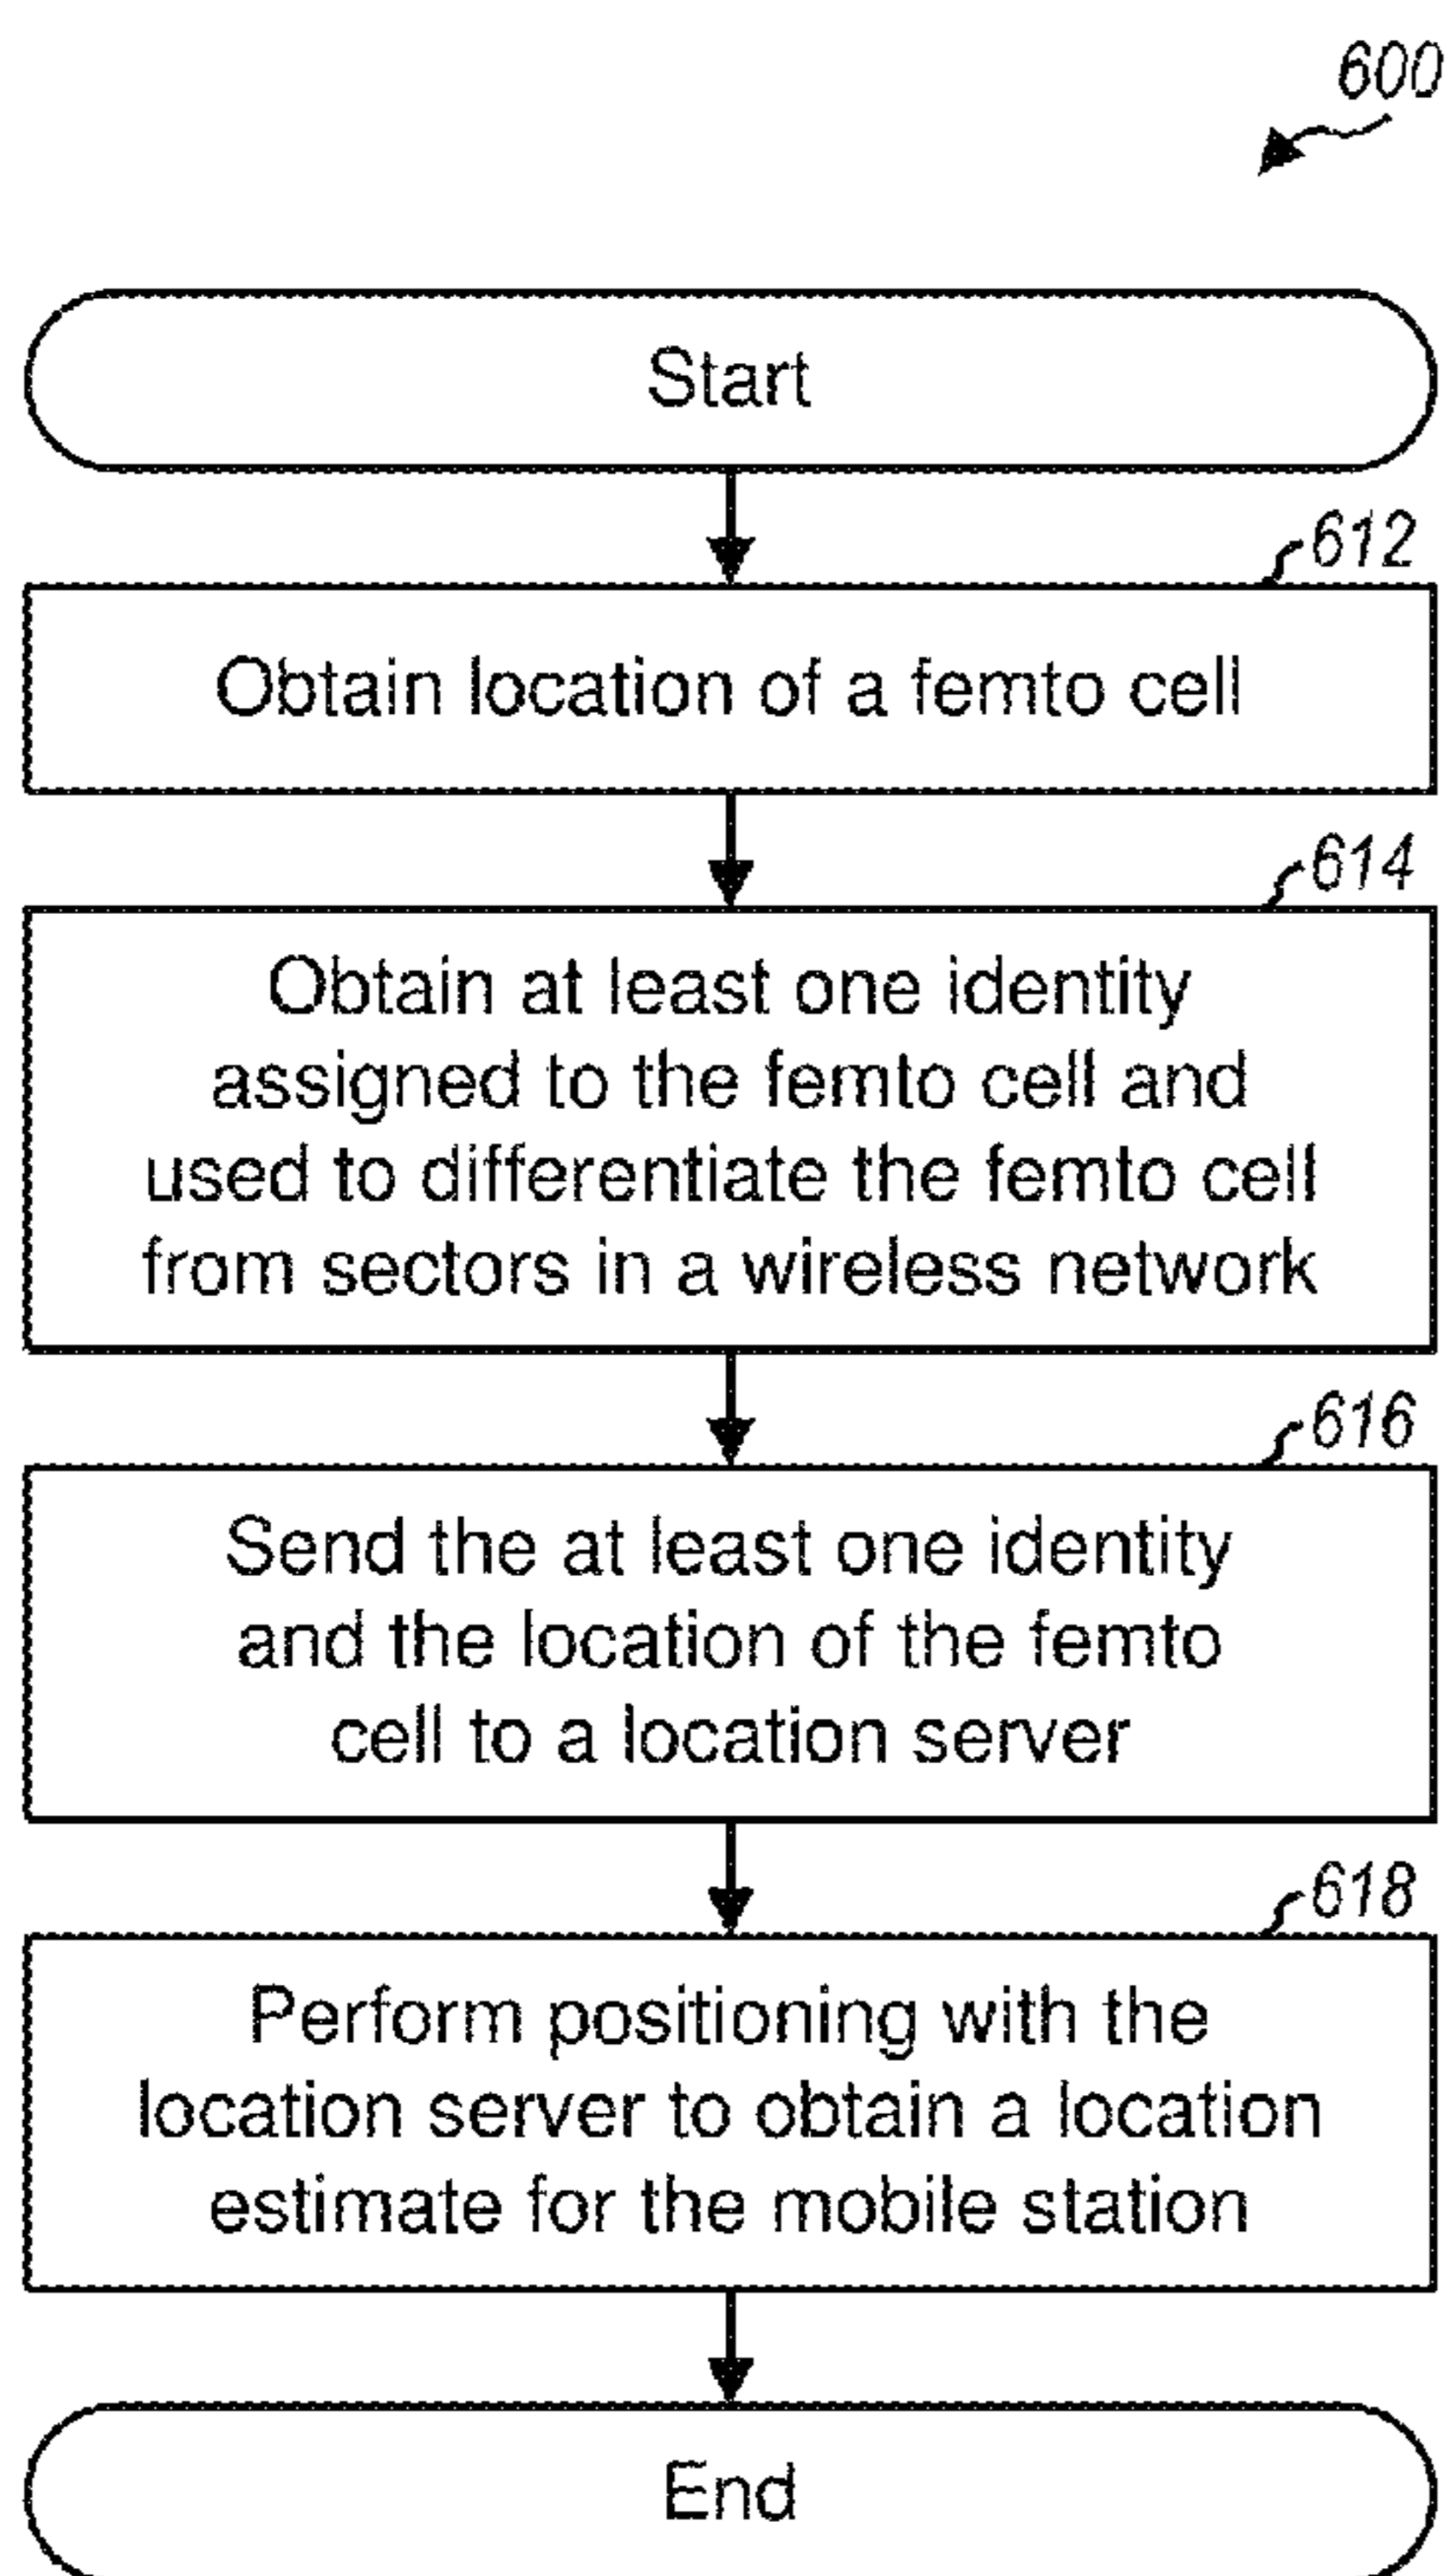 600
Start
612
Obtain location of a femto cell
614
Obtain at least one identity
assigned to the femto cell and
used to differentiate the femto cell
from sectors in a wireless network
616
Send the at least one identity
and the location of the femto
cell to a location server
618
Perform positioning with the
location server to obtain a location
estimate for the mobile station
End